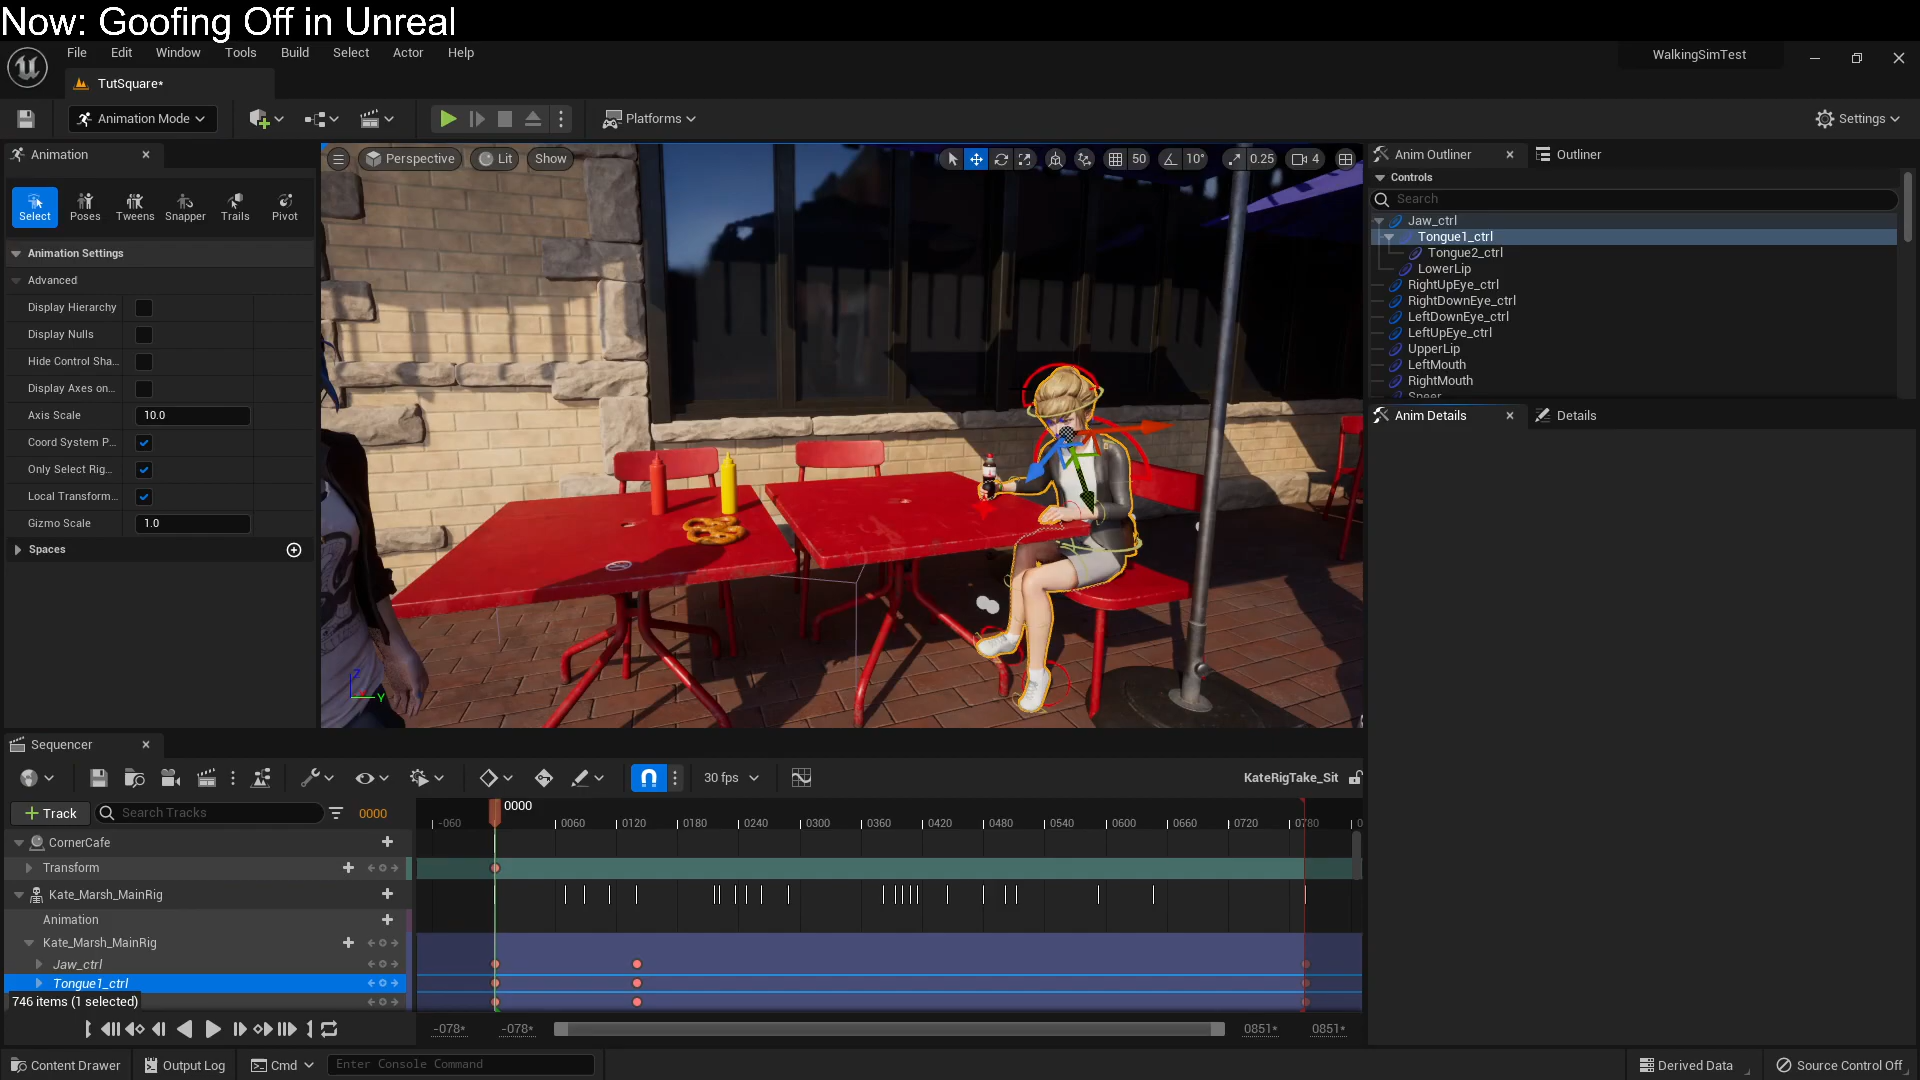 Now: Goofing Off in Unreal
File Edit Window Tools Build Select Actor Help
WalkingSimTest
TutSquare*
Animation Mode
Platforms
Settings
Animation
Perspective Lit Show
50 10° 0.25 4
Anim Outliner Outliner
Controls
Search
Select Poses Tweens Snapper Trails Pivot
Animation Settings
Advanced
Display Hierarchy
Display Nulls
Hide Control Sha...
Display Axes on...
Axis Scale 10.0
Coord System P...
Only Select Rig...
Local Transform...
Gizmo Scale 1.0
Spaces
Jaw_ctrl
Tongue1_ctrl
Tongue2_ctrl
LowerLip
RightUpEye_ctrl
RightDownEye_ctrl
LeftDownEye_ctrl
LeftUpEye_ctrl
UpperLip
LeftMouth
RightMouth
Sneer
Anim Details Details
Z
Y
Sequencer
30 fps
KateRigTake_Sit
Track Search Tracks 0000
0000
-060 0060 0120 0180 0240 0300 0360 0420 0480 0540 0600 0660 0720 0780
CornerCafe
Transform
Kate_Marsh_MainRig
Animation
Kate_Marsh_MainRig
Jaw_ctrl
Tongue1_ctrl
746 items (1 selected)
-078* -078* 0851* 0851*
Content Drawer Output Log Cmd Enter Console Command
Derived Data Source Control Off